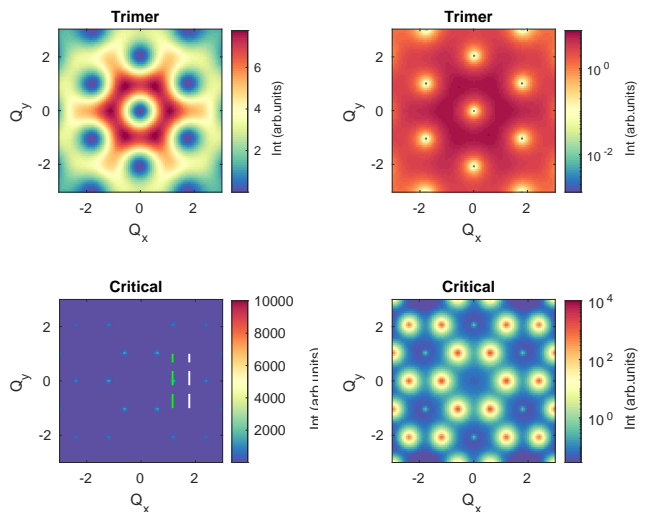 Trimer
Trimer
2
0
-2
Q_y
-2
0
2
Q_x
6
4
2
Int (arb.units)
2
0
-2
Q_y
-2
0
2
Q_x
10^0
10^-2
Int (arb.units)
Critical
Critical
2
0
-2
Q_y
-2
0
2
Q_x
10000
8000
6000
4000
2000
Int (arb.units)
2
0
-2
Q_y
-2
0
2
Q_x
10^4
10^2
10^0
Int (arb.units)